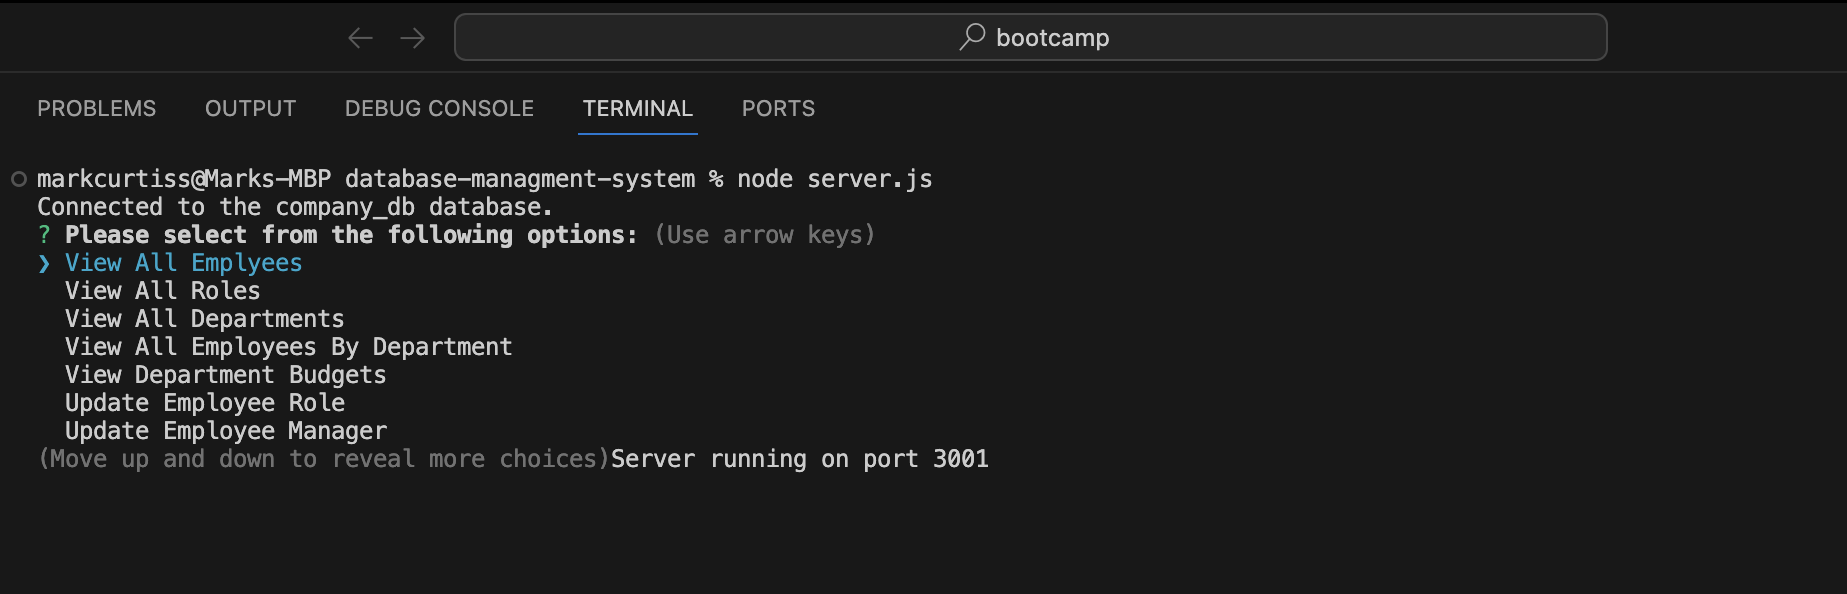 bootcamp
PROBLEMS OUTPUT DEBUG CONSOLE TERMINAL PORTS
markcurtiss@Marks-MBP database-managment-system % node server.js
Connected to the company_db database.
? Please select from the following options: (Use arrow keys)
❯ View All Emplyees
View All Roles
View All Departments
View All Employees By Department
View Department Budgets
Update Employee Role
Update Employee Manager
(Move up and down to reveal more choices)Server running on port 3001